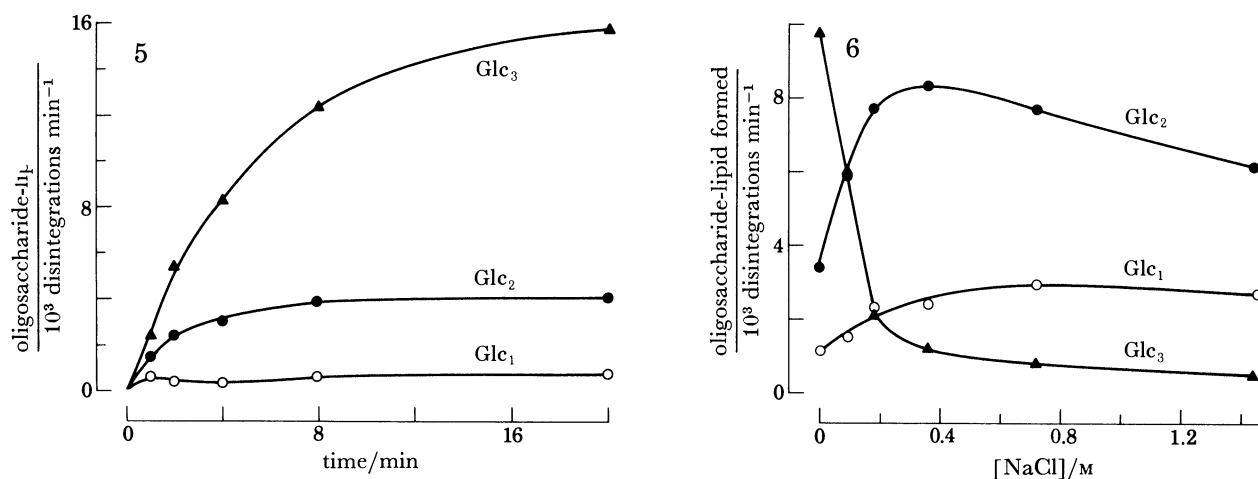 16
5
Glc₃
8
Glc₂
Glc₁
0
oligosaccharide-
10³ disintegrations min⁻¹
0
8
16
time/min
6
8
Glc₂
4
Glc₁
Glc₃
0
oligosaccharide-lipid formed
10³ disintegrations min⁻¹
0
0.4
0.8
1.2
[NaCl]/M